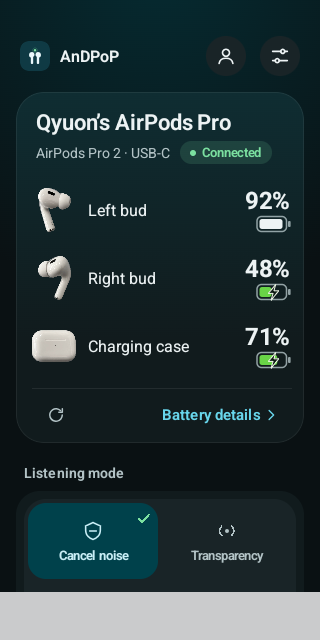 AnDPoP
Qyuon's AirPods Pro
AirPods Pro 2 · USB-C
Connected
Left bud
92%
Right bud
48%
Charging case
71%
Battery details
Listening mode
Cancel noise
Transparency